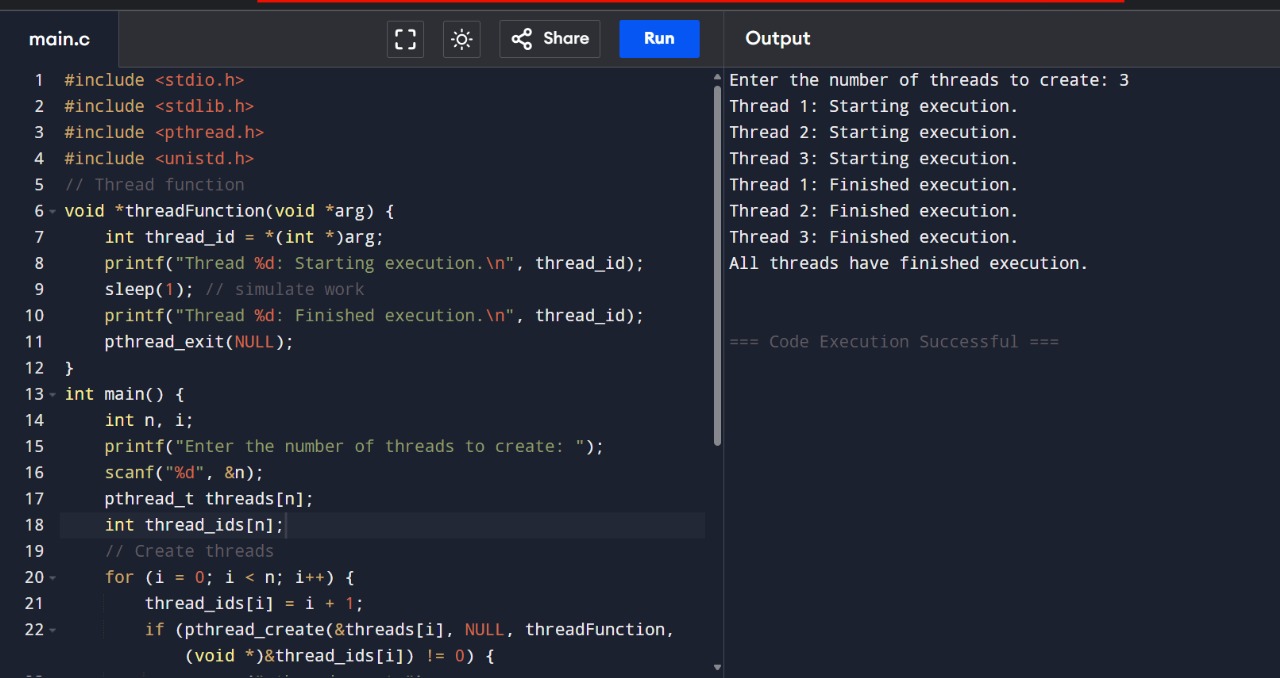 main.c
Share
Run
Output
1 #include <stdio.h>
2 #include <stdlib.h>
3 #include <pthread.h>
4 #include <unistd.h>
5 // Thread function
6 void *threadFunction(void *arg) {
7     int thread_id = *(int *)arg;
8     printf("Thread %d: Starting execution.\n", thread_id);
9     sleep(1); // simulate work
10     printf("Thread %d: Finished execution.\n", thread_id);
11     pthread_exit(NULL);
12 }
13 int main() {
14     int n, i;
15     printf("Enter the number of threads to create: ");
16     scanf("%d", &n);
17     pthread_t threads[n];
18     int thread_ids[n];
19     // Create threads
20     for (i = 0; i < n; i++) {
21         thread_ids[i] = i + 1;
22         if (pthread_create(&threads[i], NULL, threadFunction,
            (void *)&thread_ids[i]) != 0) {
Enter the number of threads to create: 3
Thread 1: Starting execution.
Thread 2: Starting execution.
Thread 3: Starting execution.
Thread 1: Finished execution.
Thread 2: Finished execution.
Thread 3: Finished execution.
All threads have finished execution.
=== Code Execution Successful ===